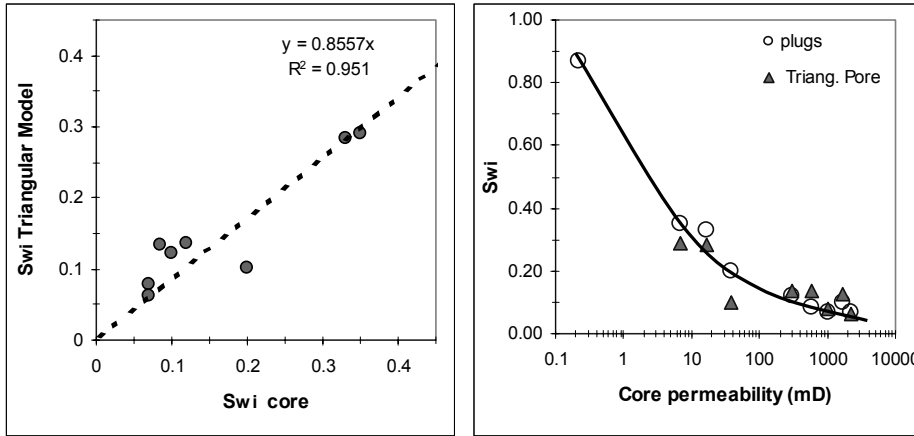 y = 0.8557x
R² = 0.951
Swi Triangular Model
0.4
0.3
0.2
0.1
0
0
0.1
0.2
0.3
0.4
Swi core
plugs
Triang. Pore
Swi
1.00
0.80
0.60
0.40
0.20
0.00
0.1
1
10
100
1000
10000
Core permeability (mD)